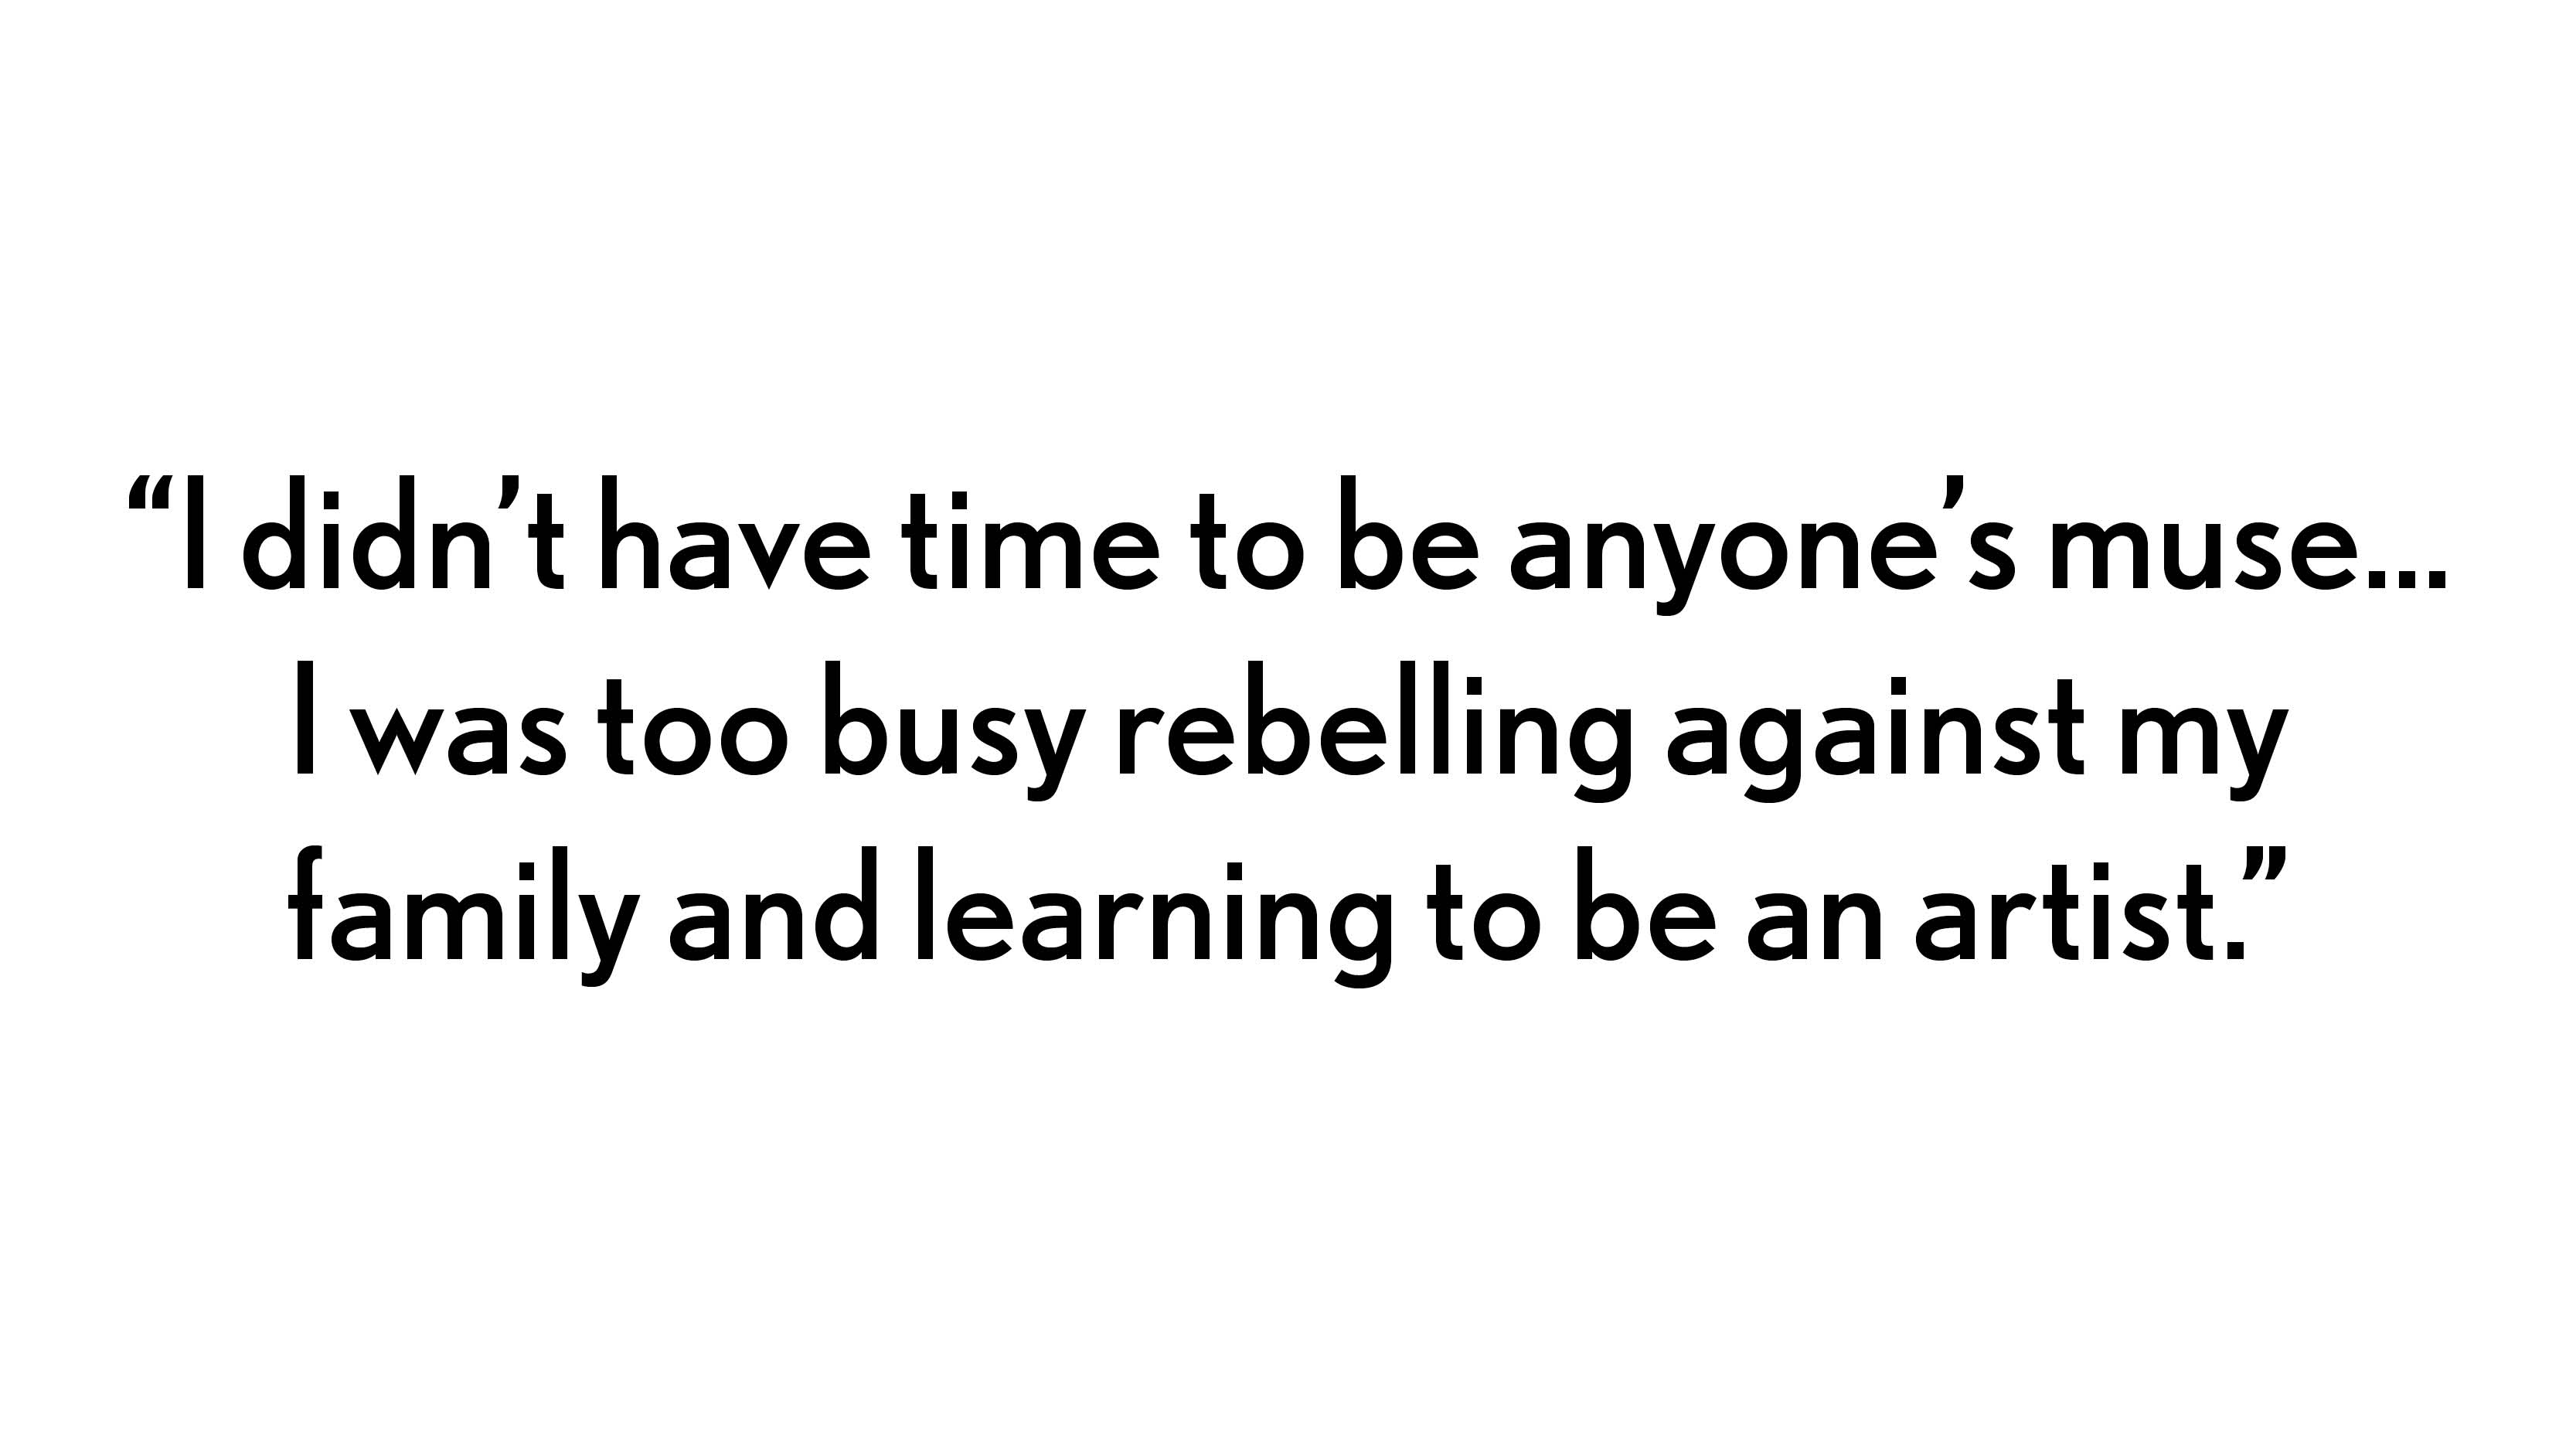 “I didn’t have time to be anyone’s muse...
I was too busy rebelling against my
family and learning to be an artist.”